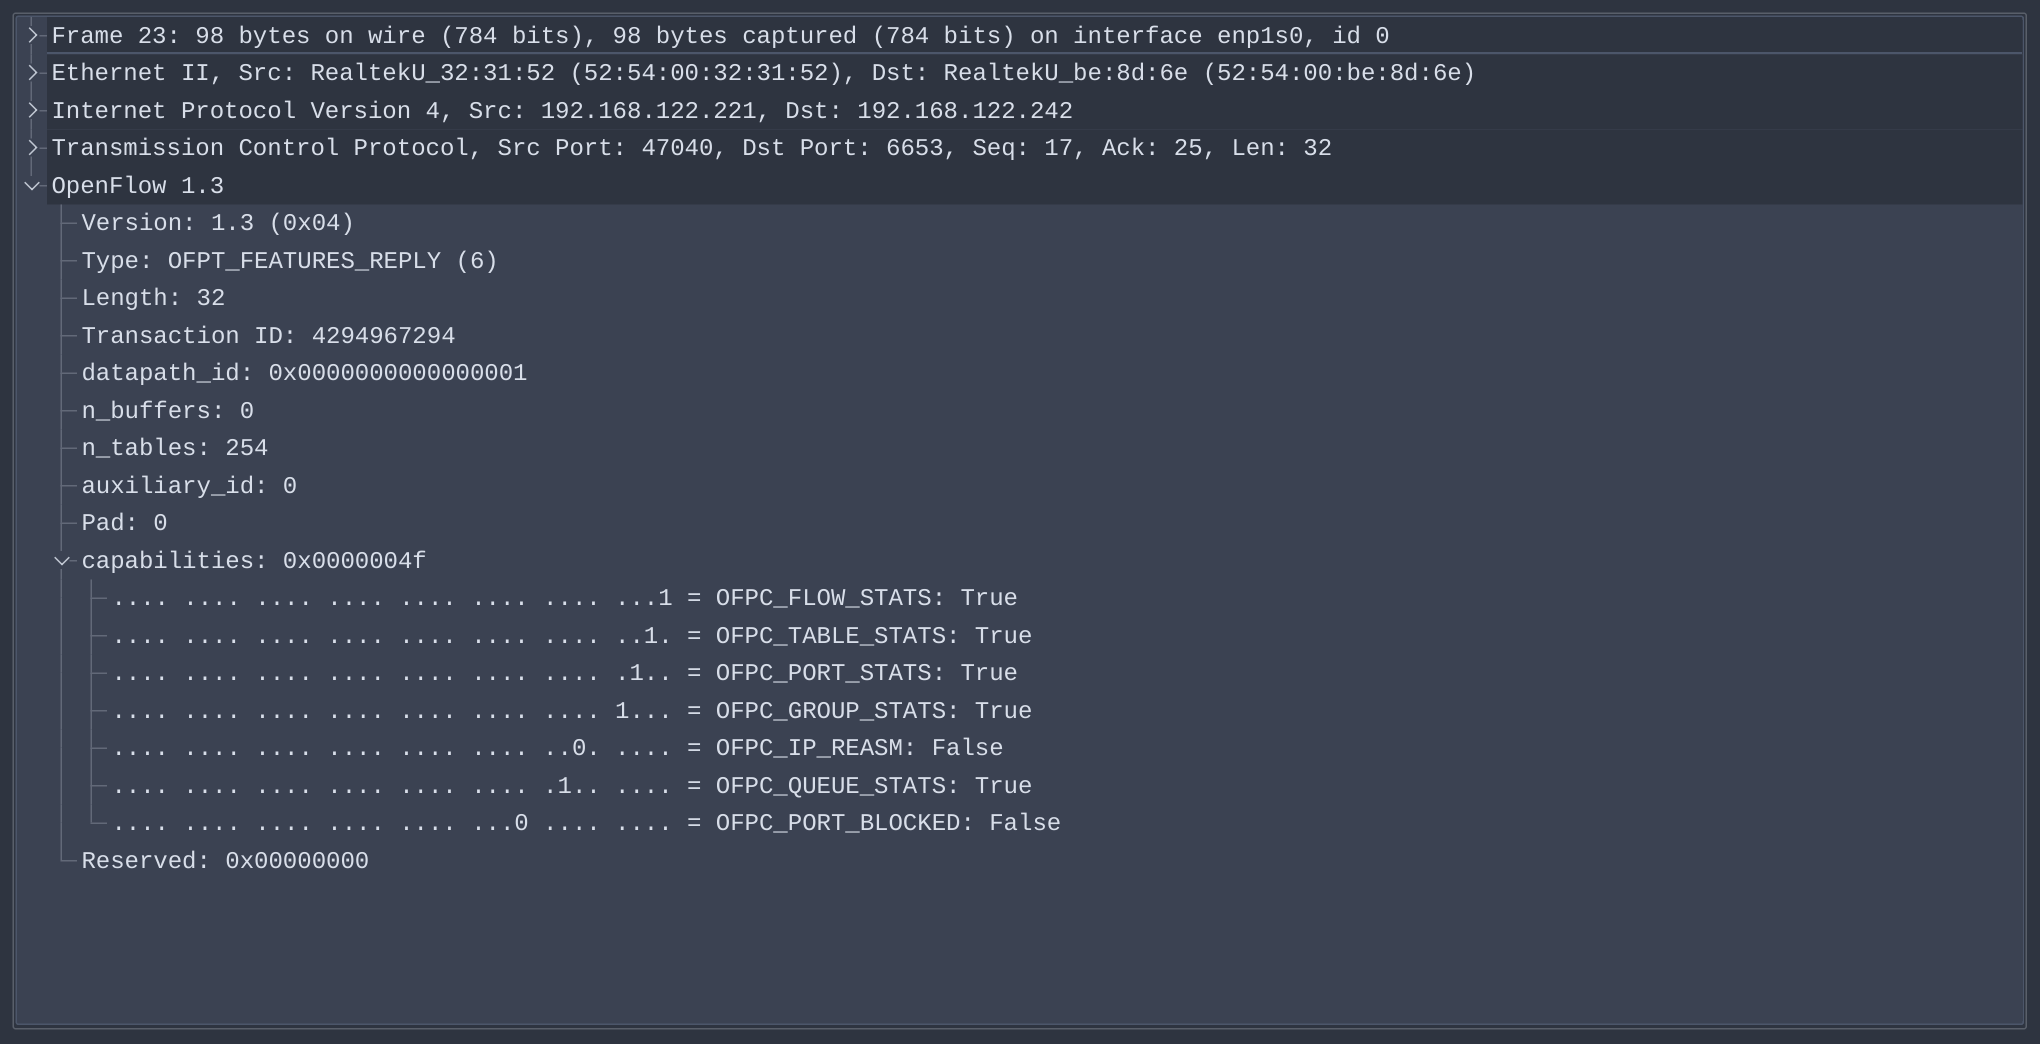 Frame 23: 98 bytes on wire (784 bits), 98 bytes captured (784 bits) on interface enp1s0, id 0
Ethernet II, Src: RealtekU_32:31:52 (52:54:00:32:31:52), Dst: RealtekU_be:8d:6e (52:54:00:be:8d:6e)
Internet Protocol Version 4, Src: 192.168.122.221, Dst: 192.168.122.242
Transmission Control Protocol, Src Port: 47040, Dst Port: 6653, Seq: 17, Ack: 25, Len: 32
OpenFlow 1.3
Version: 1.3 (0x04)
Type: OFPT_FEATURES_REPLY (6)
Length: 32
Transaction ID: 4294967294
datapath_id: 0x0000000000000001
n_buffers: 0
n_tables: 254
auxiliary_id: 0
Pad: 0
capabilities: 0x0000004f
.... .... .... .... .... .... .... ...1 = OFPC_FLOW_STATS: True
.... .... .... .... .... .... .... ..1. = OFPC_TABLE_STATS: True
.... .... .... .... .... .... .... .1.. = OFPC_PORT_STATS: True
.... .... .... .... .... .... .... 1... = OFPC_GROUP_STATS: True
.... .... .... .... .... .... ..0. .... = OFPC_IP_REASM: False
.... .... .... .... .... .... .1.. .... = OFPC_QUEUE_STATS: True
.... .... .... .... .... ...0 .... .... = OFPC_PORT_BLOCKED: False
Reserved: 0x00000000